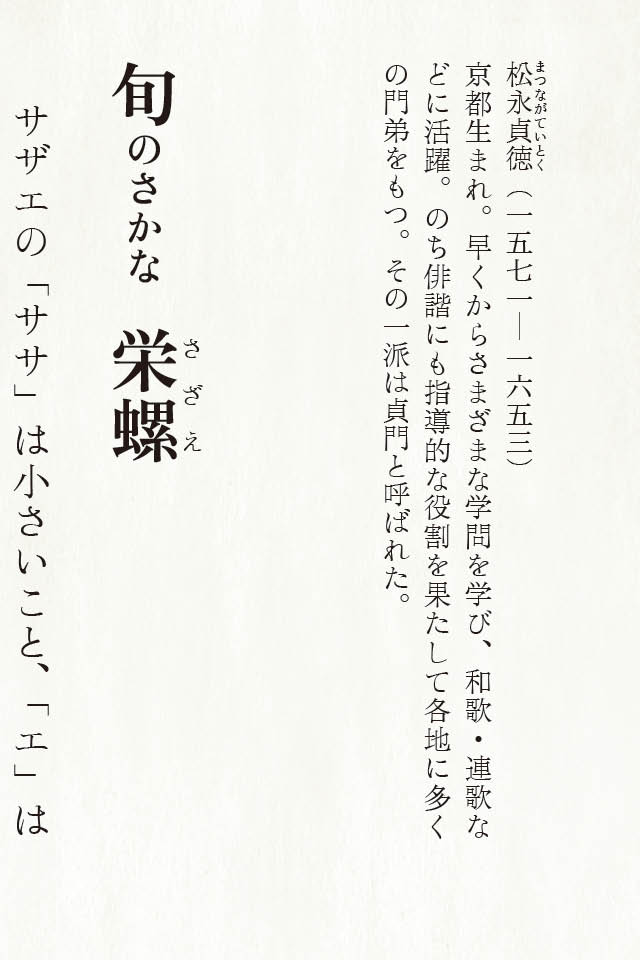 松永貞徳（一五七一―一六五三）
まつながていとく
京都生まれ。早くからさまざまな学問を学び、和歌・連歌な
どに活躍。のち俳諧にも指導的な役割を果たして各地に多く
の門弟をもつ。その一派は貞門と呼ばれた。
旬のさかな　栄螺
さざえ
サザエの「ササ」は小さいこと、「エ」は